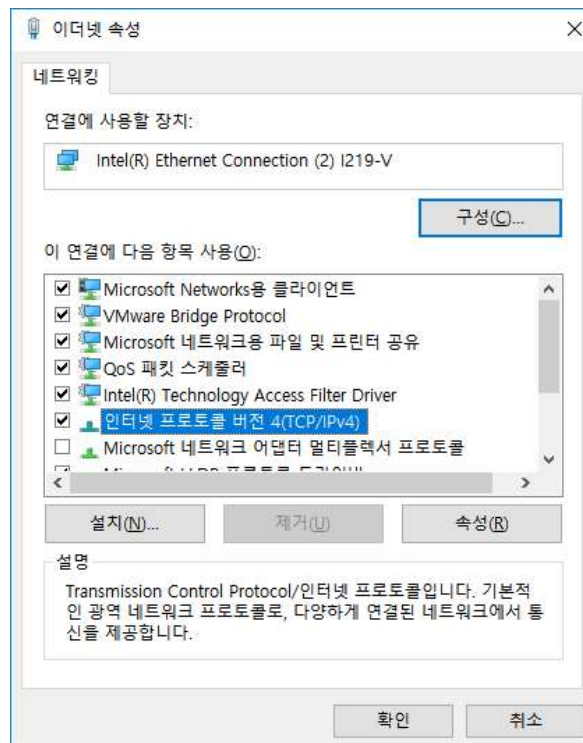 이더넷 속성
네트워킹
연결에 사용할 장치:
Intel(R) Ethernet Connection (2) I219-V
구성(C)...
이 연결에 다음 항목 사용(O):
Microsoft Networks용 클라이언트
VMware Bridge Protocol
Microsoft 네트워크용 파일 및 프린터 공유
QoS 패킷 스케줄러
Intel(R) Technology Access Filter Driver
인터넷 프로토콜 버전 4(TCP/IPv4)
Microsoft 네트워크 어댑터 멀티플렉서 프로토콜
설치(N)...
제거(U)
속성(R)
설명
Transmission Control Protocol/인터넷 프로토콜입니다. 기본적
인 광역 네트워크 프로토콜로, 다양하게 연결된 네트워크에서 통
신을 제공합니다.
확인
취소